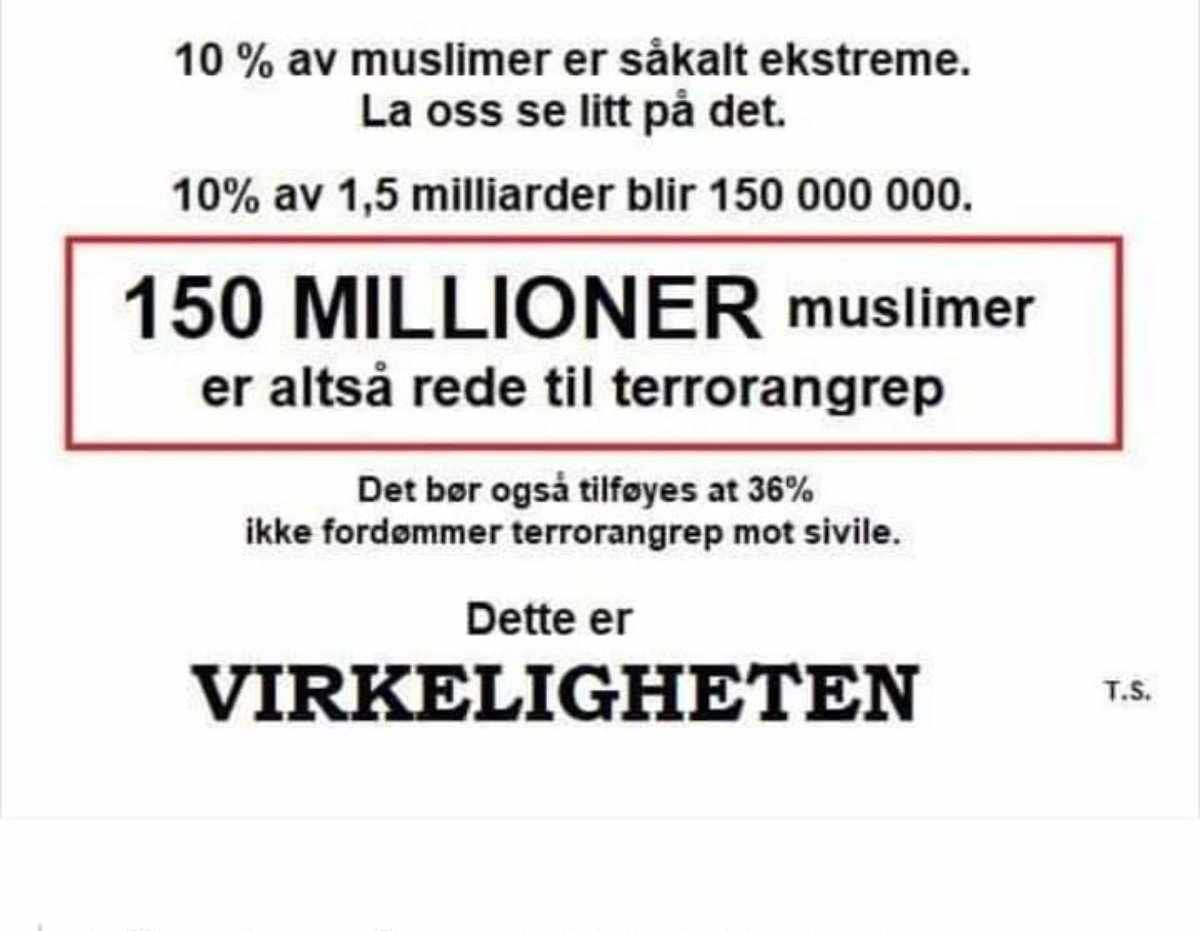 10 % av muslimer er såkalt ekstreme.
La oss se litt på det.
10% av 1,5 milliarder blir 150 000 000.
150 MILLIONER muslimer
er altså rede til terrorangrep
Det bør også tilføyes at 36%
ikke fordømmer terrorangrep mot sivile.
Dette er
VIRKELIGHETEN
T.S.